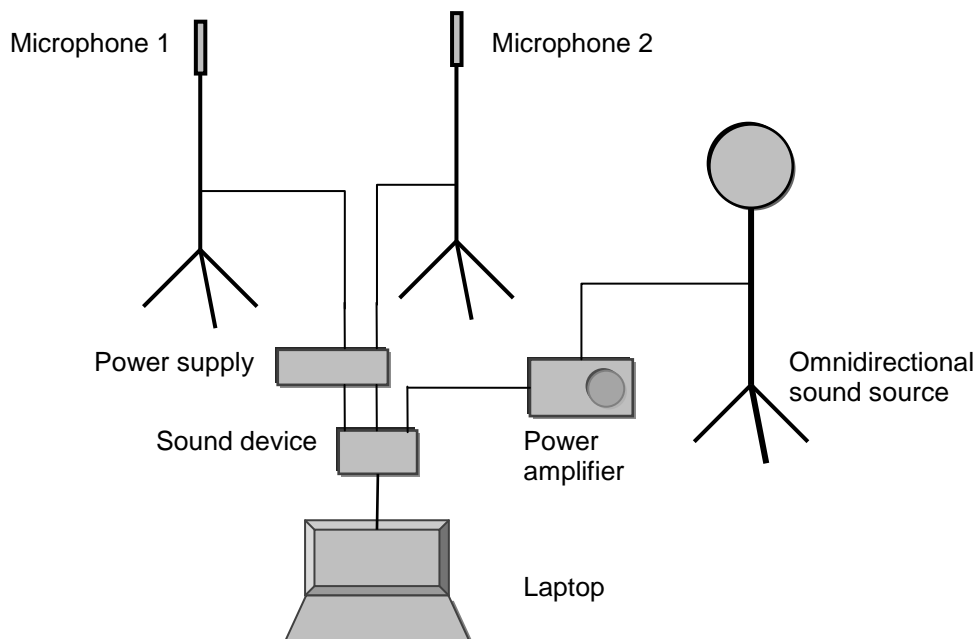 Microphone 1
Microphone 2
Power supply
Omnidirectional
sound source
Sound device
Power
amplifier
Laptop